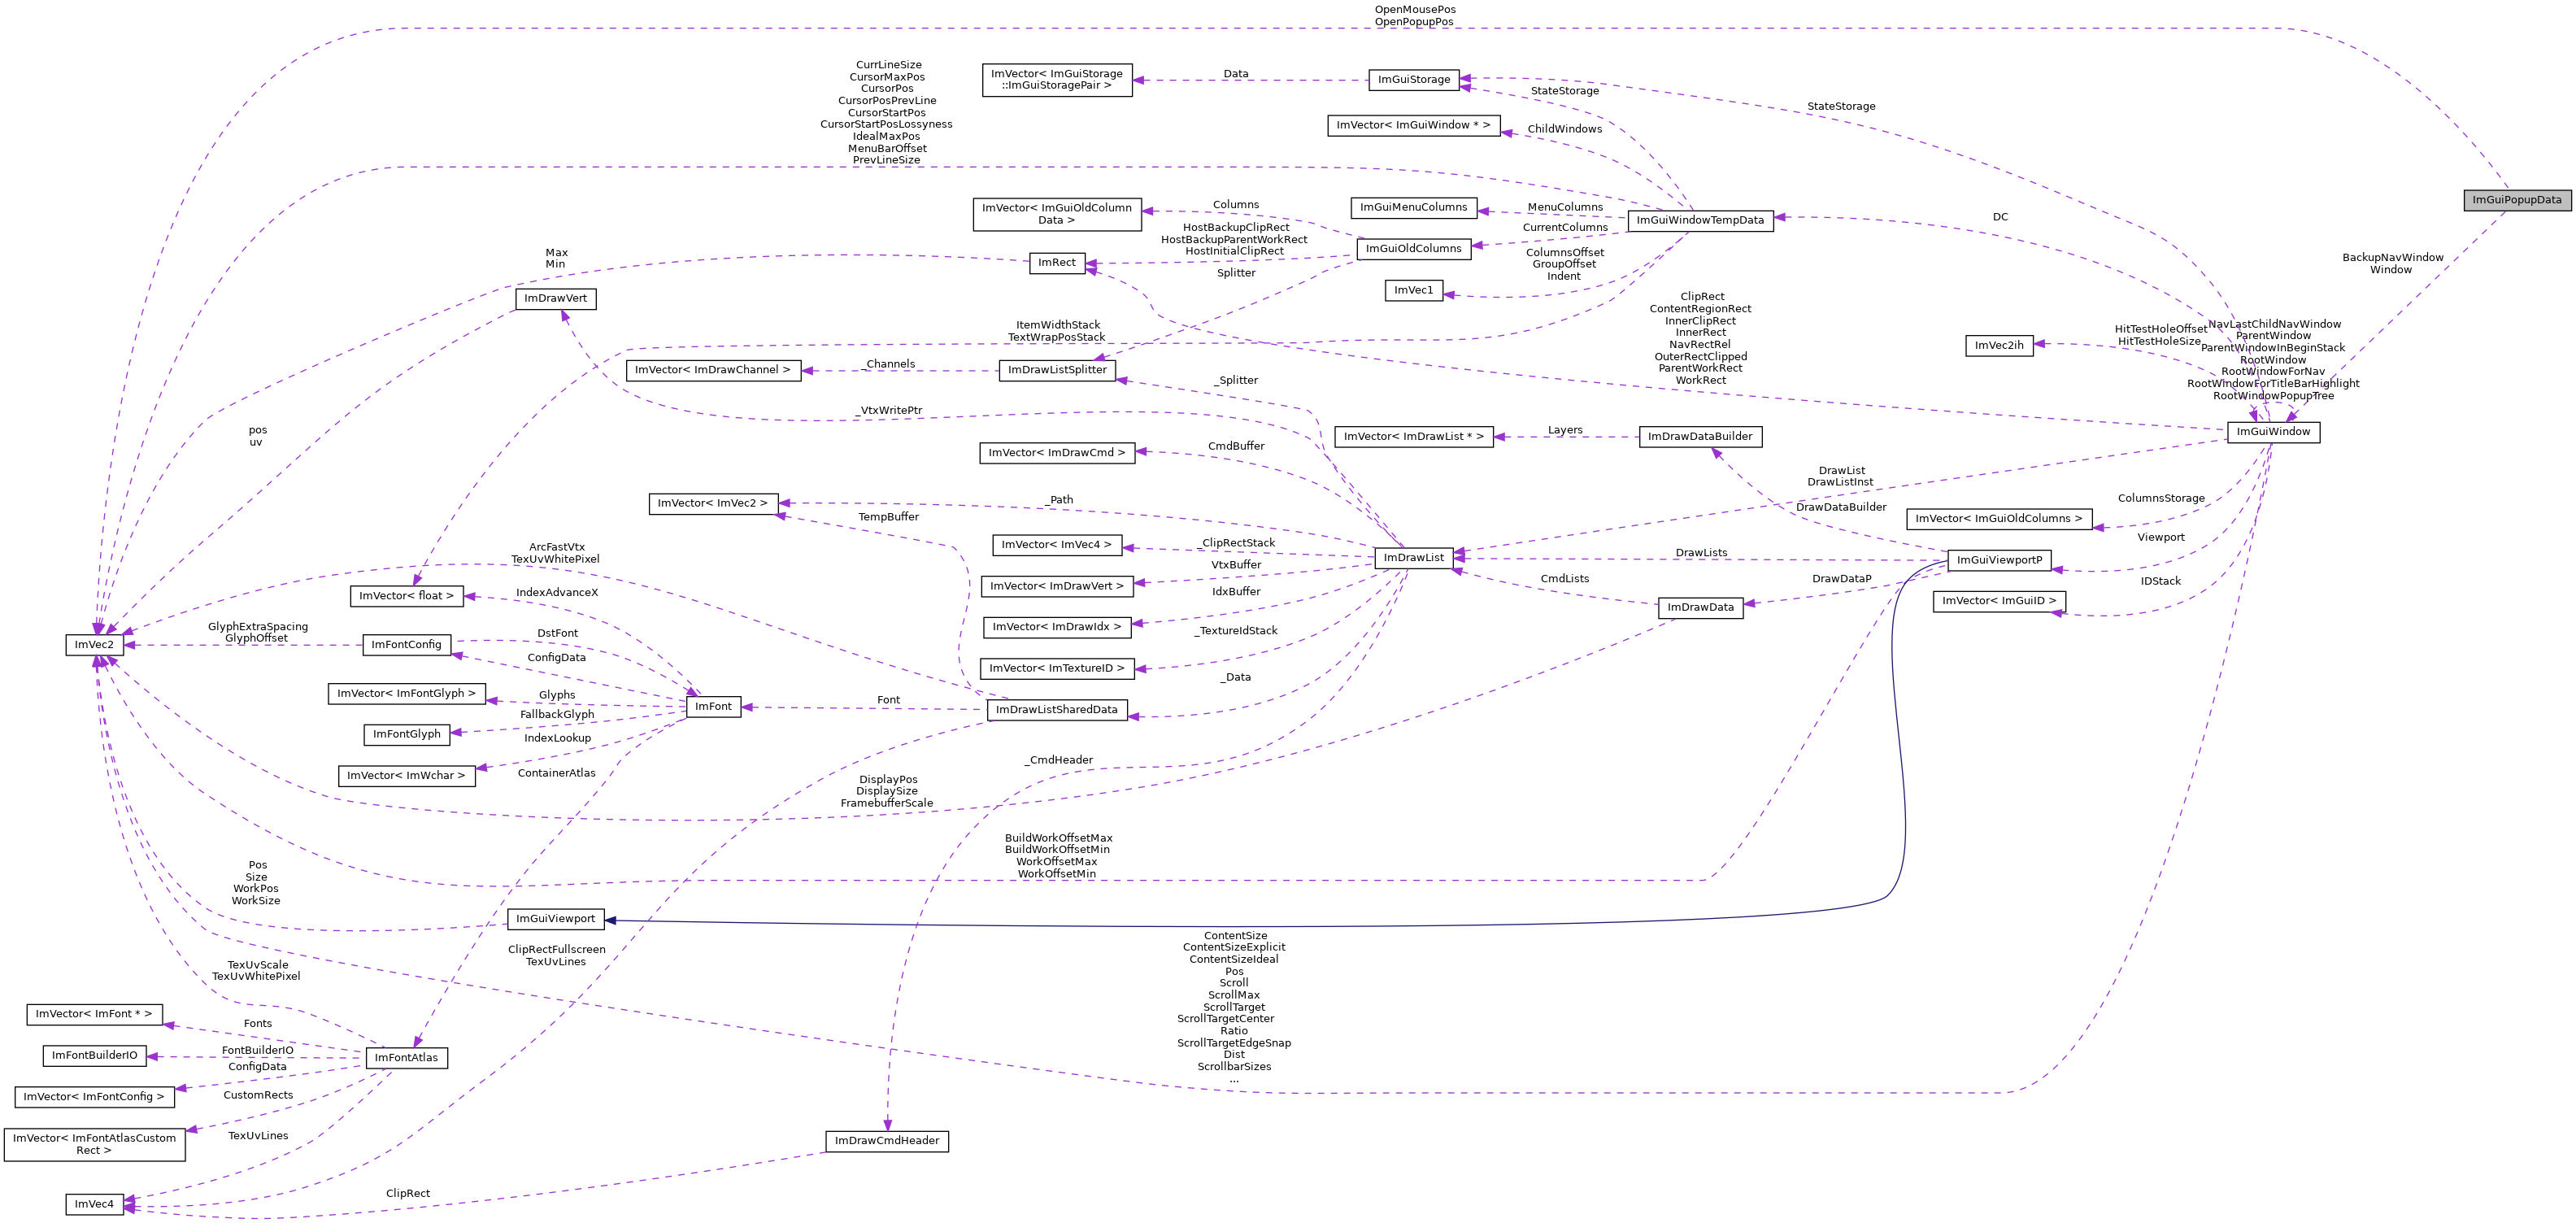 OpenMousePos
OpenPopupPos
CurrLineSize
CursorMaxPos
CursorPos
CursorPosPrevLine
CursorStartPos
CursorStartPosLossyness
IdealMaxPos
MenuBarOffset
PrevLineSize
ImVector< ImGuiStorage
::ImGuiStoragePair >
Data
ImGuiStorage
StateStorage
StateStorage
ImVector< ImGuiWindow * >
ChildWindows
ImGuiPopupData
ImVector< ImGuiOldColumn
Data >
Columns
ImGuiMenuColumns
MenuColumns
ImGuiWindowTempData
DC
HostBackupClipRect
HostBackupParentWorkRect
HostInitialClipRect
ImGuiOldColumns
CurrentColumns
Max
Min
ImRect
Splitter
ColumnsOffset
GroupOffset
Indent
BackupNavWindow
Window
ImDrawVert
ImVec1
ClipRect
ContentRegionRect
InnerClipRect
InnerRect
NavRectRel
OuterRectClipped
ParentWorkRect
WorkRect
ItemWidthStack
TextWrapPosStack
ImVec2ih
HitTestHoleOffset
HitTestHoleSize
NavLastChildNavWindow
ParentWindow
ParentWindowInBeginStack
RootWindow
RootWindowForNav
RootWindowForTitleBarHighlight
RootWindowPopupTree
ImVector< ImDrawChannel >
_Channels
ImDrawListSplitter
_Splitter
_VtxWritePtr
pos
uv
ImVector< ImDrawCmd >
CmdBuffer
ImVector< ImDrawList * >
Layers
ImDrawDataBuilder
ImGuiWindow
DrawList
DrawListInst
ImVector< ImVec2 >
_Path
TempBuffer
DrawDataBuilder
ColumnsStorage
ImVector< ImGuiOldColumns >
Viewport
ArcFastVtx
TexUvWhitePixel
ImVector< ImVec4 >
_ClipRectStack
ImDrawList
DrawLists
ImGuiViewportP
VtxBuffer
ImVector< ImDrawVert >
CmdLists
DrawDataP
IDStack
ImVector< float >
IndexAdvanceX
IdxBuffer
ImDrawData
ImVector< ImGuiID >
ImVector< ImDrawIdx >
GlyphExtraSpacing
GlyphOffset
ImVec2
ImFontConfig
DstFont
ConfigData
_TextureIdStack
ImVector< ImTextureID >
_Data
ImVector< ImFontGlyph >
Glyphs
ImFont
Font
ImDrawListSharedData
FallbackGlyph
ImFontGlyph
IndexLookup
ImVector< ImWchar >
ContainerAtlas
_CmdHeader
DisplayPos
DisplaySize
FramebufferScale
BuildWorkOffsetMax
BuildWorkOffsetMin
WorkOffsetMax
WorkOffsetMin
Pos
Size
WorkPos
WorkSize
ImGuiViewport
ClipRectFullscreen
TexUvLines
ContentSize
ContentSizeExplicit
ContentSizeIdeal
Pos
Scroll
ScrollMax
ScrollTarget
ScrollTargetCenter
Ratio
ScrollTargetEdgeSnap
Dist
ScrollbarSizes
...
TexUvScale
TexUvWhitePixel
ImVector< ImFont * >
Fonts
ImFontBuilderIO
FontBuilderIO
ImFontAtlas
ConfigData
ImVector< ImFontConfig >
CustomRects
ImVector< ImFontAtlasCustom
Rect >
TexUvLines
ImDrawCmdHeader
ImVec4
ClipRect